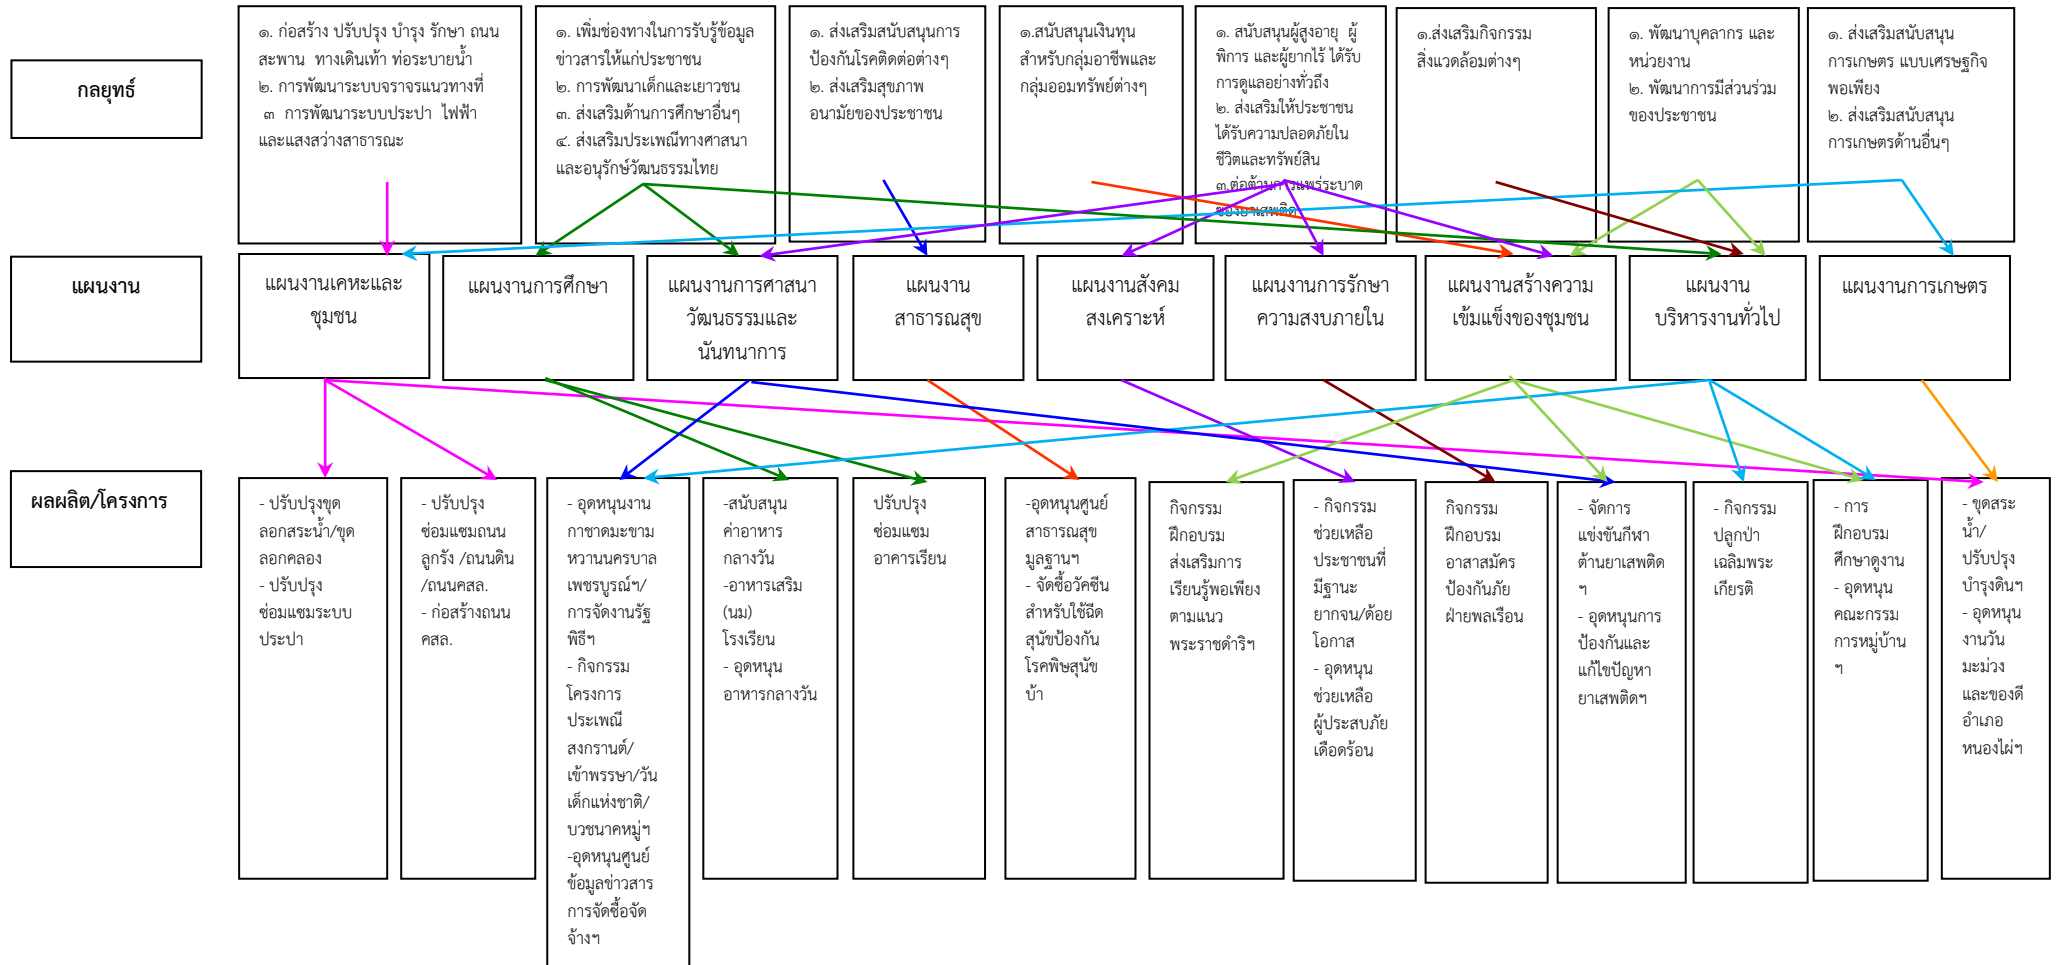 กลยุทธ์
๑. ก่อสร้าง ปรับปรุง บำรุง รักษา ถนน
สะพาน ทางเดินเท้า ท่อระบายน้ำ
๒. การพัฒนาระบบจราจรแนวทางที่
๓ การพัฒนาระบบประปา ไฟฟ้า
และแสงสว่างสาธารณะ
๑. เพิ่มช่องทางในการรับรู้ข้อมูล
ข่าวสารให้แก่ประชาชน
๒. การพัฒนาเด็กและเยาวชน
๓. ส่งเสริมด้านการศึกษาอื่นๆ
๔. ส่งเสริมประเพณีทางศาสนา
และอนุรักษ์วัฒนธรรมไทย
๑. ส่งเสริมสนับสนุนการ
ป้องกันโรคติดต่อต่างๆ
๒. ส่งเสริมสุขภาพ
อนามัยของประชาชน
๑.สนับสนุนเงินทุน
สำหรับกลุ่มอาชีพและ
กลุ่มออมทรัพย์ต่างๆ
๑. สนับสนุนผู้สูงอายุ ผู้
พิการ และผู้ยากไร้ ได้รับ
การดูแลอย่างทั่วถึง
๒. ส่งเสริมให้ประชาชน
ได้รับความปลอดภัยใน
ชีวิตและทรัพย์สิน
๓.ต่อต้านการแพร่ระบาด
ของยาเสพติด
๑.ส่งเสริมกิจกรรม
สิ่งแวดล้อมต่างๆ
๑. พัฒนาบุคลากร และ
หน่วยงาน
๒. พัฒนาการมีส่วนร่วม
ของประชาชน
๑. ส่งเสริมสนับสนุน
การเกษตร แบบเศรษฐกิจ
พอเพียง
๒. ส่งเสริมสนับสนุน
การเกษตรด้านอื่นๆ
แผนงาน
แผนงานเคหะและ
ชุมชน
แผนงานการศึกษา
แผนงานการศาสนา
วัฒนธรรมและ
นันทนาการ
แผนงาน
สาธารณสุข
แผนงานสังคม
สงเคราะห์
แผนงานการรักษา
ความสงบภายใน
แผนงานสร้างความ
เข้มแข็งของชุมชน
แผนงาน
บริหารงานทั่วไป
แผนงานการเกษตร
ผลผลิต/โครงการ
- ปรับปรุงขุด
ลอกสระน้ำ/ขุด
ลอกคลอง
- ปรับปรุง
ซ่อมแซมระบบ
ประปา
- ปรับปรุง
ซ่อมแซมถนน
ลูกรัง /ถนนดิน
/ถนนคสล.
- ก่อสร้างถนน
คสล.
- อุดหนุนงาน
กาชาดมะขาม
หวานนครบาล
เพชรบูรณ์ฯ/
การจัดงานรัฐ
พิธีฯ
- กิจกรรม
โครงการ
ประเพณี
สงกรานต์/
เข้าพรรษา/วัน
เด็กแห่งชาติ/
บวชนาคหมู่ฯ
-อุดหนุนศูนย์
ข้อมูลข่าวสาร
การจัดซื้อจัด
จ้างฯ
-สนับสนุน
ค่าอาหาร
กลางวัน
-อาหารเสริม
(นม)
โรงเรียน
- อุดหนุน
อาหารกลางวัน
ปรับปรุง
ซ่อมแซม
อาคารเรียน
-อุดหนุนศูนย์
สาธารณสุข
มูลฐานฯ
- จัดซื้อวัคซีน
สำหรับใช้ฉีด
สุนัขป้องกัน
โรคพิษสุนัข
บ้า
กิจกรรม
ฝึกอบรม
ส่งเสริมการ
เรียนรู้พอเพียง
ตามแนว
พระราชดำริฯ
- กิจกรรม
ช่วยเหลือ
ประชาชนที่
มีฐานะ
ยากจน/ด้อย
โอกาส
- อุดหนุน
ช่วยเหลือ
ผู้ประสบภัย
เดือดร้อน
กิจกรรม
ฝึกอบรม
อาสาสมัคร
ป้องกันภัย
ฝ่ายพลเรือน
- จัดการ
แข่งขันกีฬา
ต้านยาเสพติด
ฯ
- อุดหนุนการ
ป้องกันและ
แก้ไขปัญหา
ยาเสพติดฯ
- กิจกรรม
ปลูกป่า
เฉลิมพระ
เกียรติ
- การ
ฝึกอบรม
ศึกษาดูงาน
- อุดหนุน
คณะกรรม
การหมู่บ้าน
ฯ
- ขุดสระ
น้ำ/
ปรับปรุง
บำรุงดินฯ
- อุดหนุน
งานวัน
มะม่วง
และของดี
อำเภอ
หนองไผ่ฯ